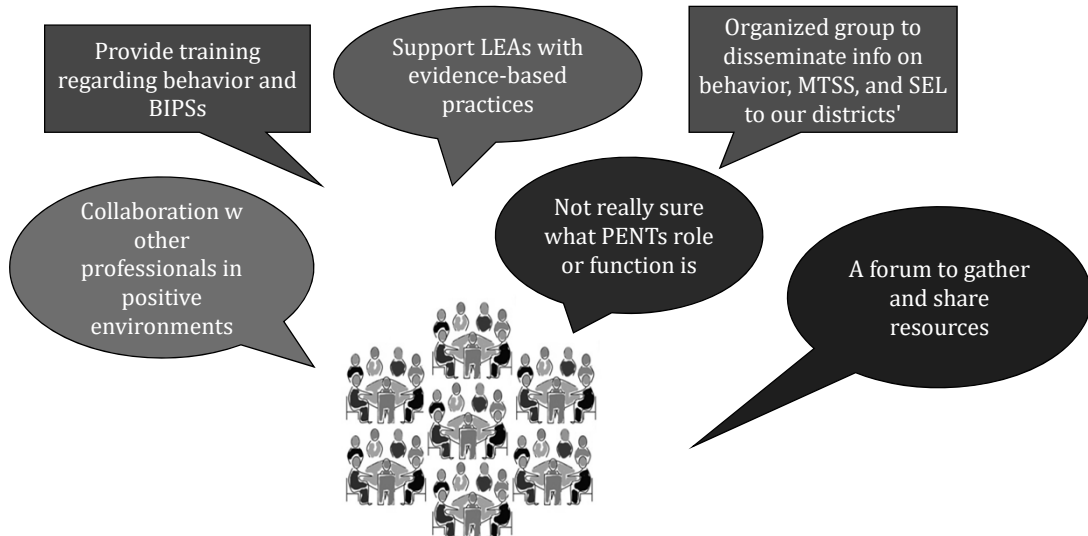 Provide training
regarding behavior and
BIPSs
Support LEAs with
evidence-based
practices
Organized group to
disseminate info on
behavior, MTSS, and SEL
to our districts'
Collaboration w
other
professionals in
positive
environments
Not really sure
what PENTs role
or function is
A forum to gather
and share
resources